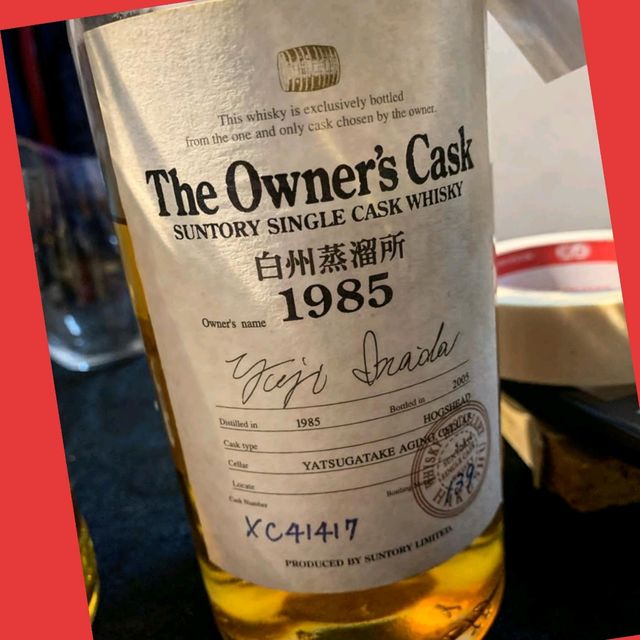 This whisky is exclusively bottled
from the one and only cask chosen by the owner.
The Owner's Cask
SUNTORY SINGLE CASK WHISKY
白州蒸溜所
1985
Owner's name
Yuji
Distilled in 1985 Bottled in 2005
Cask type HOGSHEAD
Cellar YATSUGATAKE AGING CELLAR
Locate
Cask Number
XC41417
139
PRODUCED BY SUNTORY LIMITED.